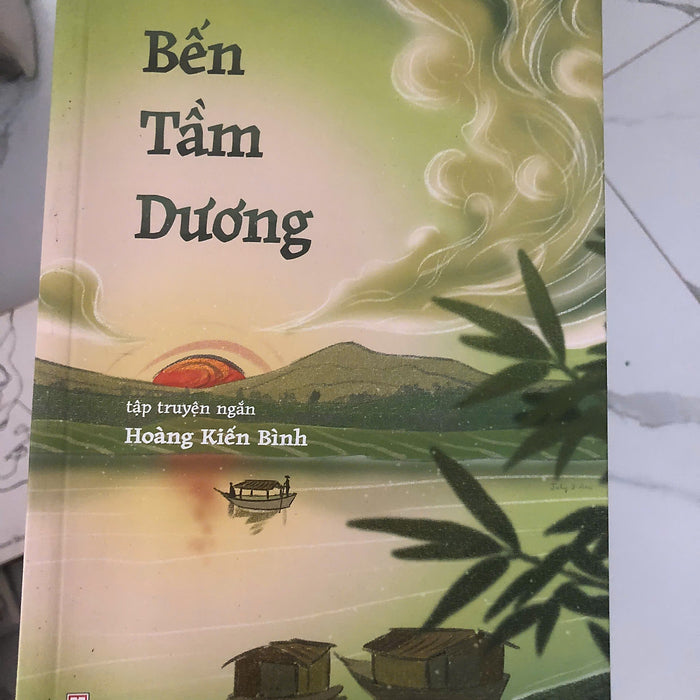 Bến
Tầm
Dương
tập truyện ngắn
Hoàng Kiến Bình